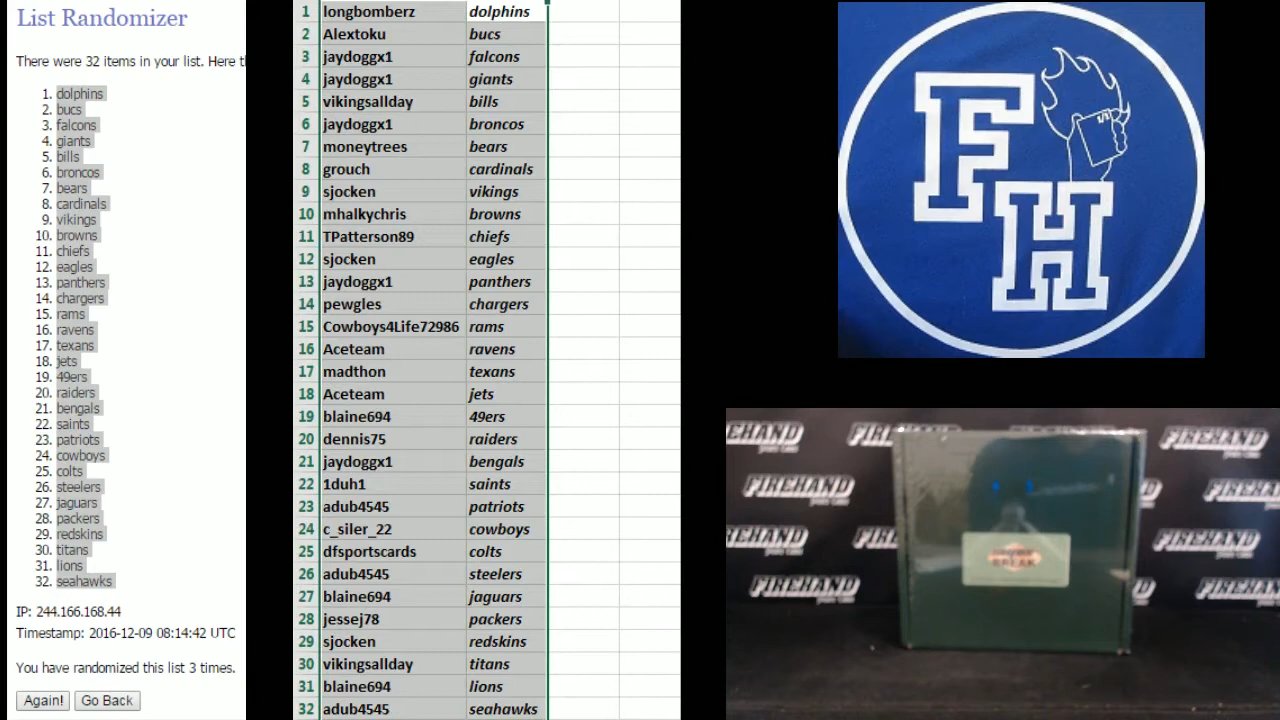 List Randomizer
There were 32 items in your list. Here t
1. dolphins
2. bucs
3. falcons
4. giants
5. bills
6. broncos
7. bears
8. cardinals
9. vikings
10. browns
11. chiefs
12. eagles
13. panthers
14. chargers
15. rams
16. ravens
17. texans
18. jets
19. 49ers
20. raiders
21. bengals
22. saints
23. patriots
24. cowboys
25. colts
26. steelers
27. jaguars
28. packers
29. redskins
30. titans
31. lions
32. seahawks
IP: 244.166.168.44
Timestamp: 2016-12-09 08:14:42 UTC
You have randomized this list 3 times.
Again! Go Back
1 longbomberz dolphins
2 Alextoku bucs
3 jaydoggx1 falcons
4 jaydoggx1 giants
5 vikingsallday bills
6 jaydoggx1 broncos
7 moneytrees bears
8 grouch cardinals
9 sjocken vikings
10 mhalkychris browns
11 TPatterson89 chiefs
12 sjocken eagles
13 jaydoggx1 panthers
14 pewgles chargers
15 Cowboys4Life72986 rams
16 Aceteam ravens
17 madthon texans
18 Aceteam jets
19 blaine694 49ers
20 dennis75 raiders
21 jaydoggx1 bengals
22 1duh1 saints
23 adub4545 patriots
24 c_siler_22 cowboys
25 dfsportscards colts
26 adub4545 steelers
27 blaine694 jaguars
28 jessej78 packers
29 sjocken redskins
30 vikingsallday titans
31 blaine694 lions
32 adub4545 seahawks
F
1/1
H
FIREHAND
FIREHAND
FIREHAND
FIREHAND
FIREHAND
FIREHAND
FIREHAND
FIREHAND
BREAK